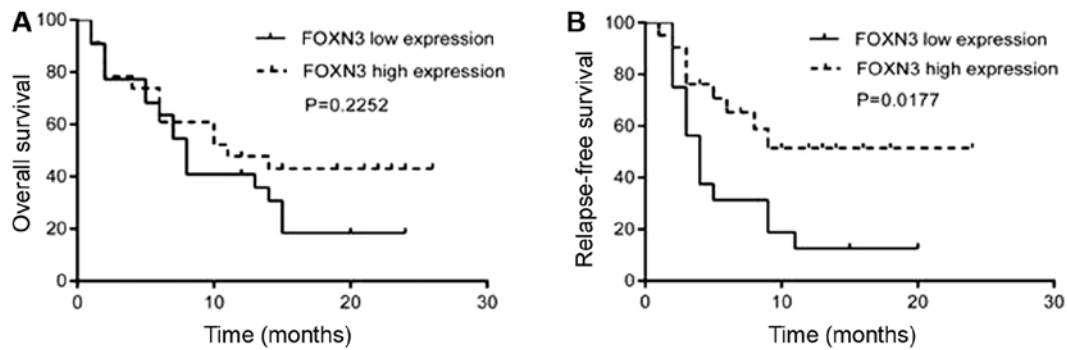 A
Overall survival
100
80
60
40
20
0
0
10
20
30
Time (months)
FOXN3 low expression
FOXN3 high expression
P=0.2252
B
Relapse-free survival
100
80
60
40
20
0
0
10
20
30
Time (months)
FOXN3 low expression
FOXN3 high expression
P=0.0177